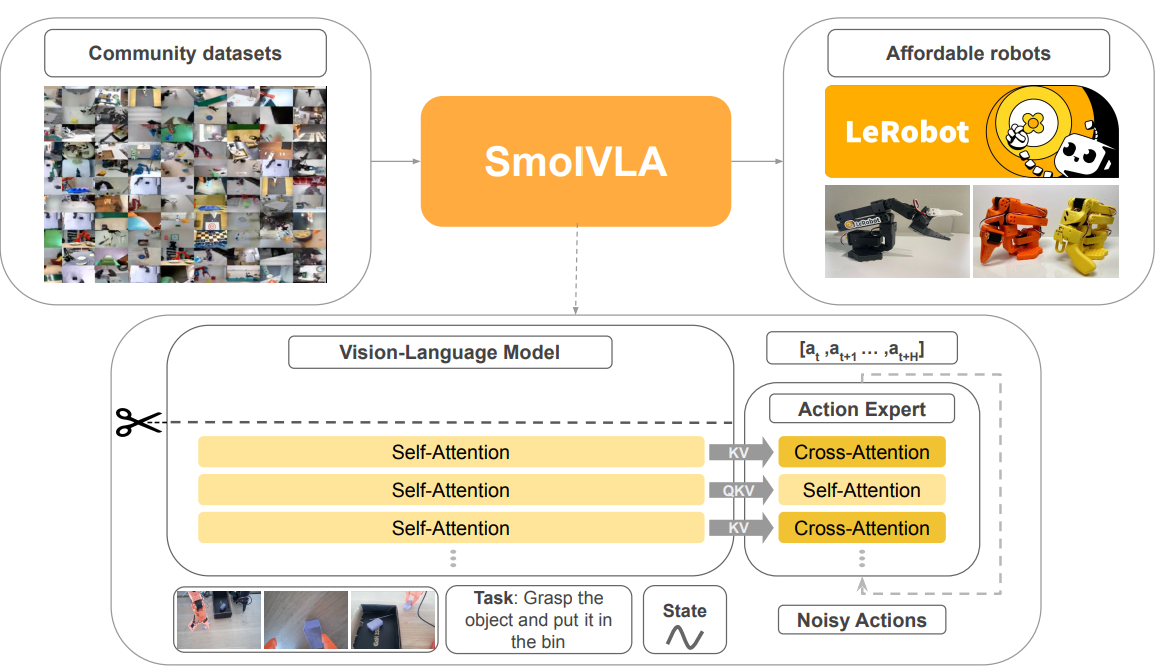 Community datasets
SmolVLA
Affordable robots
LeRobot
LeRobot
Vision-Language Model
[at ,at+1 … ,at+H]
Action Expert
Self-Attention
KV
Cross-Attention
Self-Attention
QKV
Self-Attention
Self-Attention
KV
Cross-Attention
Task: Grasp the
object and put it in
the bin
State
Noisy Actions